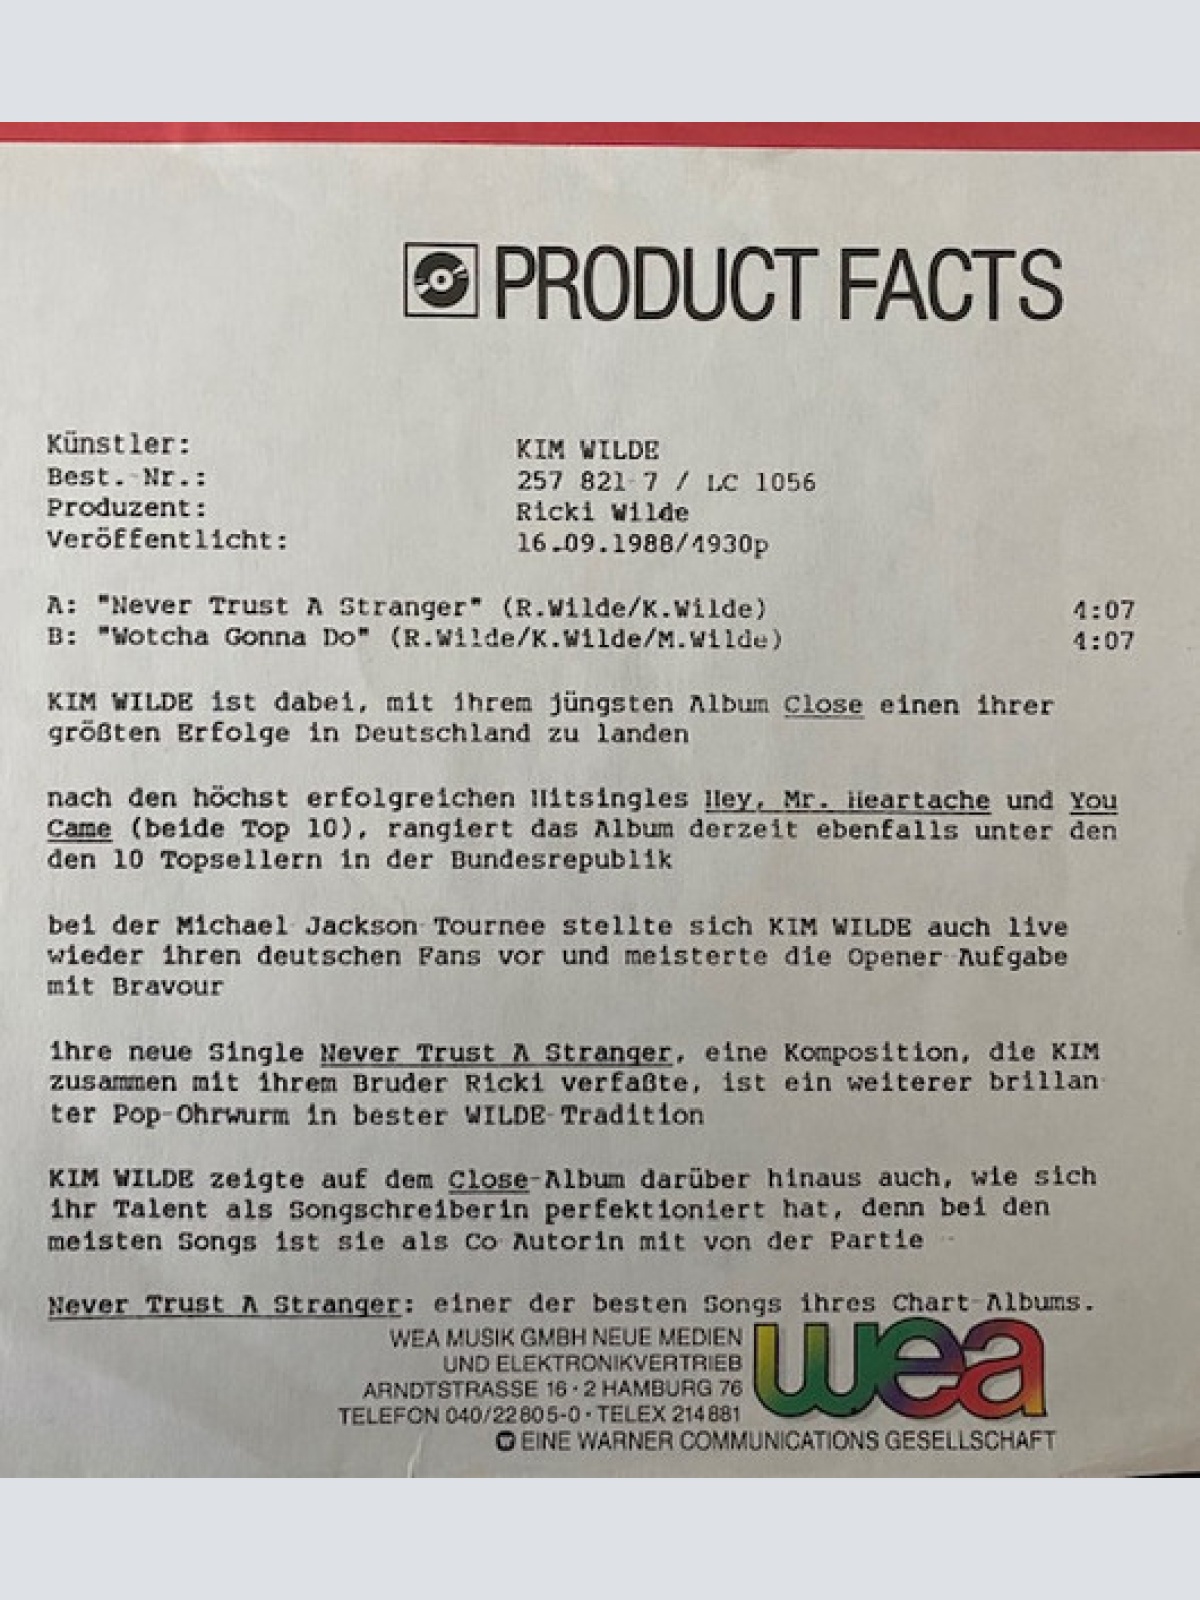 PRODUCT FACTS
Künstler: KIM WILDE
Best.-Nr.: 257 821-7 / LC 1056
Produzent: Ricki Wilde
Veröffentlicht: 16.09.1988/4930p
A: "Never Trust A Stranger" (R.Wilde/K.Wilde) 4:07
B: "Wotcha Gonna Do" (R.Wilde/K.Wilde/M.Wilde) 4:07
KIM WILDE ist dabei, mit ihrem jüngsten Album Close einen ihrer
größten Erfolge in Deutschland zu landen
nach den höchst erfolgreichen Hitsingles Hey, Mr. Heartache und You
Came (beide Top 10), rangiert das Album derzeit ebenfalls unter den
den 10 Topsellern in der Bundesrepublik
bei der Michael-Jackson-Tournee stellte sich KIM WILDE auch live
wieder ihren deutschen Fans vor und meisterte die Opener-Aufgabe
mit Bravour
ihre neue Single Never Trust A Stranger, eine Komposition, die KIM
zusammen mit ihrem Bruder Ricki verfaßte, ist ein weiterer brillan-
ter Pop-Ohrwurm in bester WILDE-Tradition
KIM WILDE zeigte auf dem Close-Album darüber hinaus auch, wie sich
ihr Talent als Songschreiberin perfektioniert hat, denn bei den
meisten Songs ist sie als Co-Autorin mit von der Partie --
Never Trust A Stranger: einer der besten Songs ihres Chart-Albums.
WEA MUSIK GMBH NEUE MEDIEN
UND ELEKTRONIKVERTRIEB
ARNDTSTRASSE 16 · 2 HAMBURG 76
TELEFON 040/22805-0 · TELEX 214881
wea
EINE WARNER COMMUNICATIONS GESELLSCHAFT